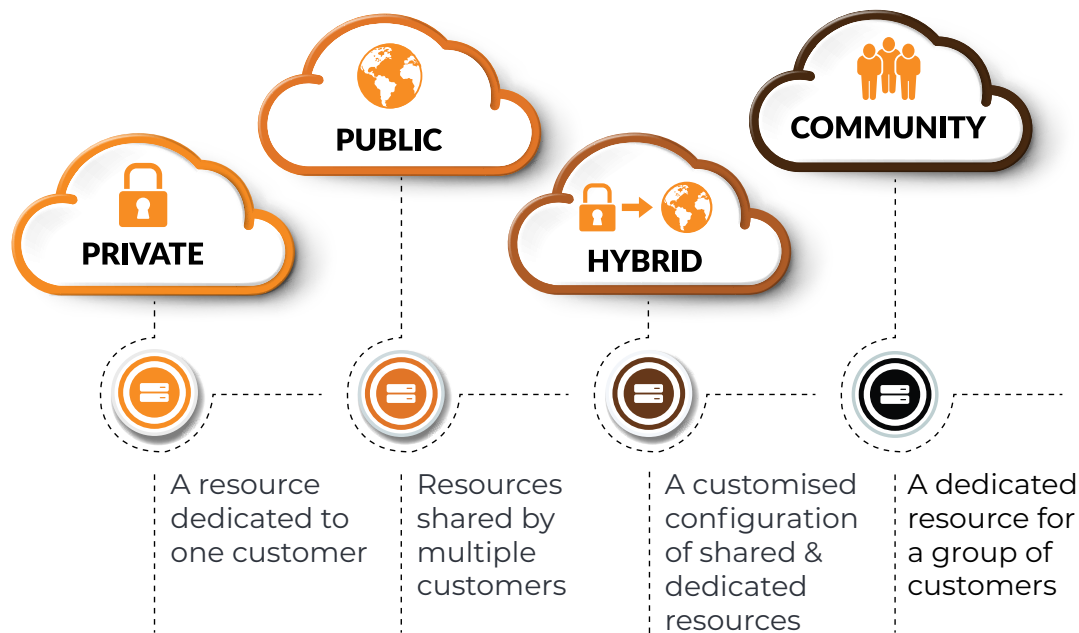 PRIVATE
PUBLIC
HYBRID
COMMUNITY
A resource
dedicated to
one customer
Resources
shared by
multiple
customers
A customised
configuration
of shared &
dedicated
resources
A dedicated
resource for
a group of
customers